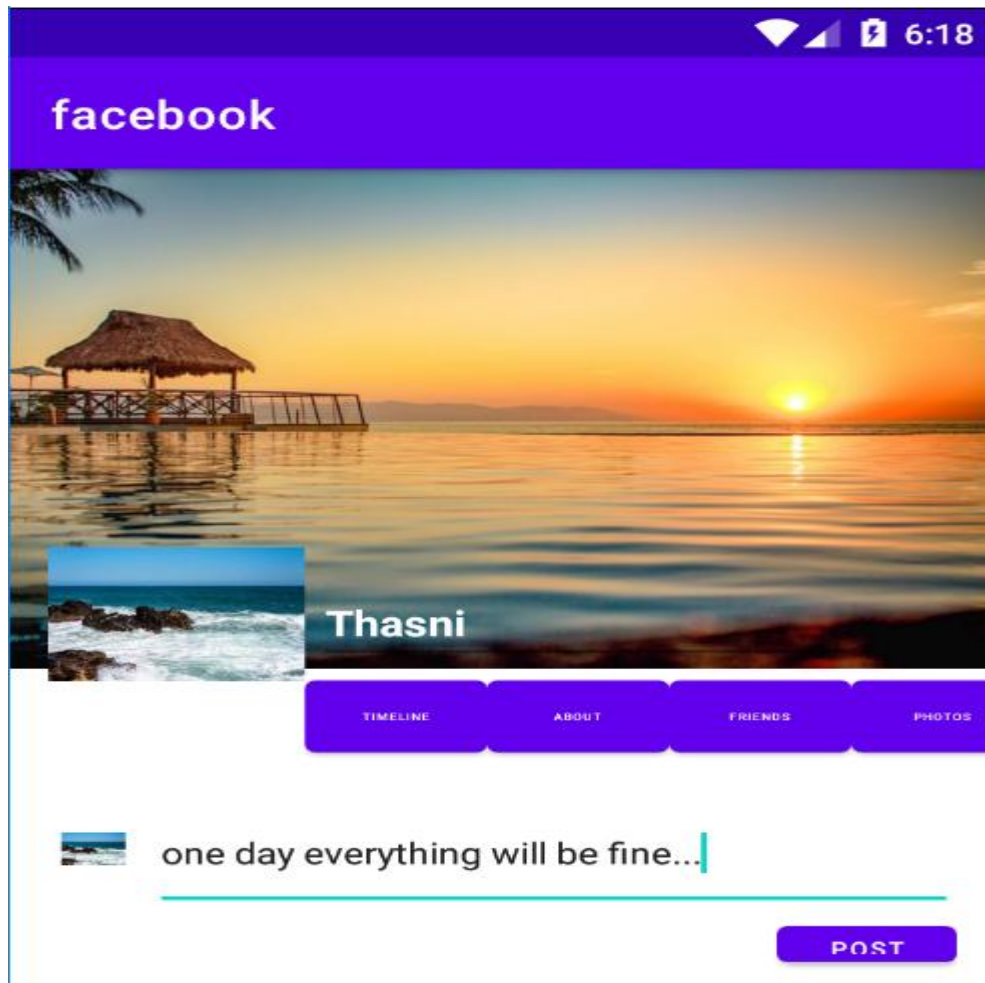 6:18
facebook
Thasni
TIMELINE ABOUT FRIENDS PHOTOS
one day everything will be fine...
POST